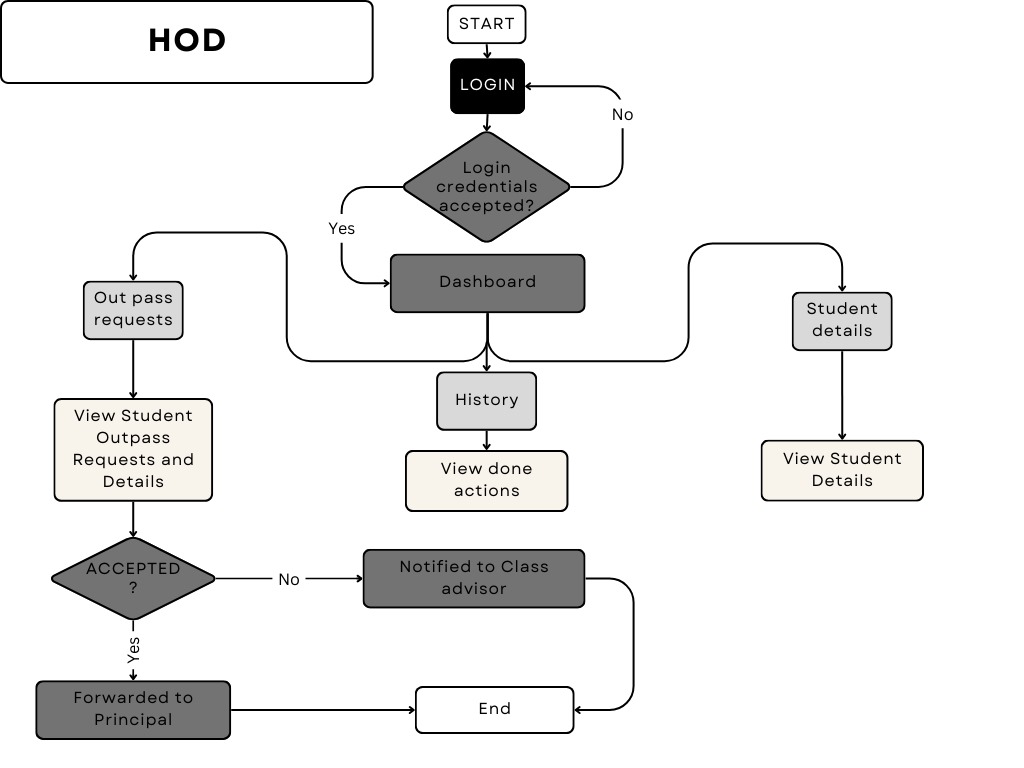 HOD
START
LOGIN
No
Login
credentials
accepted?
Yes
Dashboard
Out pass
requests
Student
details
History
View Student
Outpass
Requests and
Details
View done
actions
View Student
Details
ACCEPTED
?
No
Notified to Class
advisor
Yes
Forwarded to
Principal
End